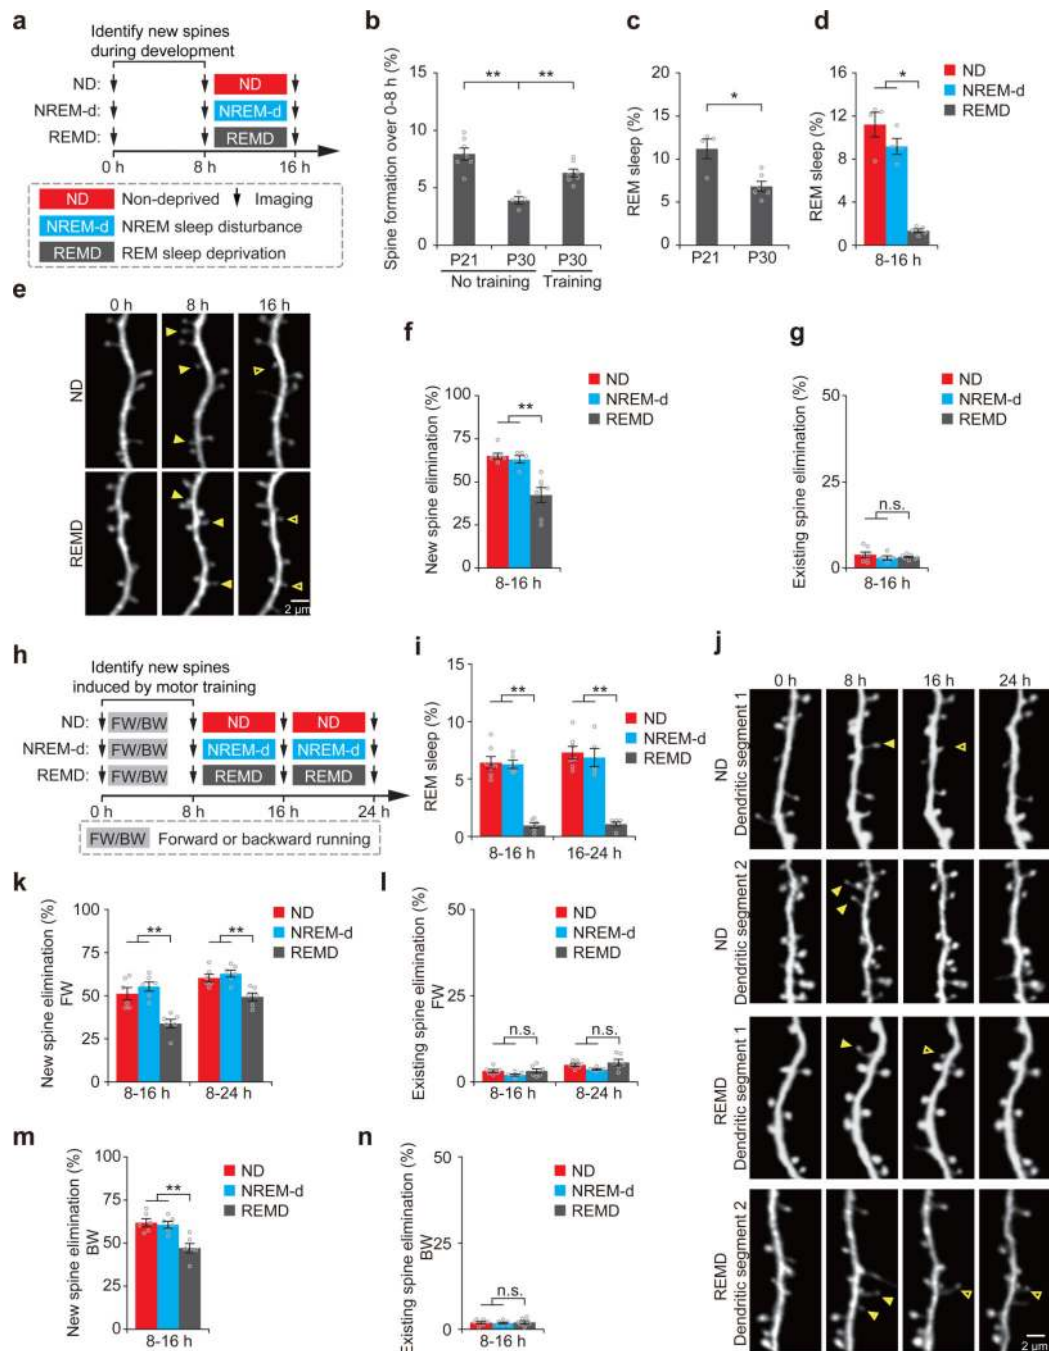 a
Identify new spines
during development
ND:
ND
NREM-d:
NREM-d
REMD:
REMD
0 h
8 h
16 h
ND
Non-deprived
Imaging
NREM-d
NREM sleep disturbance
REMD
REM sleep deprivation
b
Spine formation over 0-8 h (%)
15
10
5
0
**
**
P21
P30
P30
No training
Training
c
REM sleep (%)
20
15
10
5
0
*
P21
P30
d
REM sleep (%)
16
12
8
4
0
*
8-16 h
ND
NREM-d
REMD
e
0 h
8 h
16 h
ND
REMD
2 µm
f
New spine elimination (%)
100
75
50
25
0
**
8-16 h
ND
NREM-d
REMD
g
Existing spine elimination (%)
50
25
0
n.s.
8-16 h
ND
NREM-d
REMD
h
Identify new spines
induced by motor training
ND:
FW/BW
ND
ND
NREM-d:
FW/BW
NREM-d
NREM-d
REMD:
FW/BW
REMD
REMD
0 h
8 h
16 h
24 h
FW/BW
Forward or backward running
i
REM sleep (%)
15
10
5
0
**
**
8-16 h
16-24 h
ND
NREM-d
REMD
j
0 h
8 h
16 h
24 h
ND
Dendritic segment 1
ND
Dendritic segment 2
REMD
Dendritic segment 1
REMD
Dendritic segment 2
2 µm
k
New spine elimination (%)
FW
100
75
50
25
0
**
**
8-16 h
8-24 h
ND
NREM-d
REMD
l
Existing spine elimination (%)
FW
50
25
0
n.s.
n.s.
8-16 h
8-24 h
ND
NREM-d
REMD
m
New spine elimination (%)
BW
100
75
50
25
0
**
8-16 h
ND
NREM-d
REMD
n
Existing spine elimination (%)
BW
50
25
0
n.s.
8-16 h
ND
NREM-d
REMD